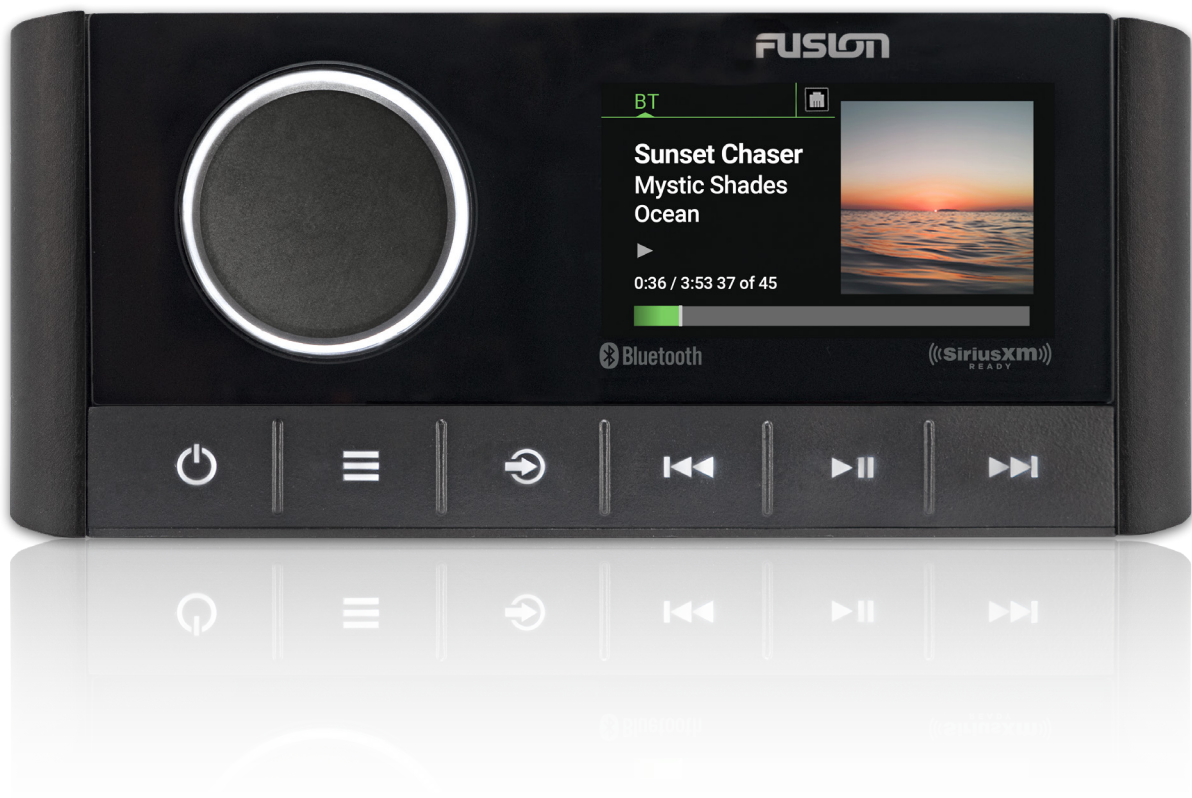 FUSION
BT
Sunset Chaser
Mystic Shades
Ocean
0:36 / 3:53 37 of 45
Bluetooth
SiriusXM
READY